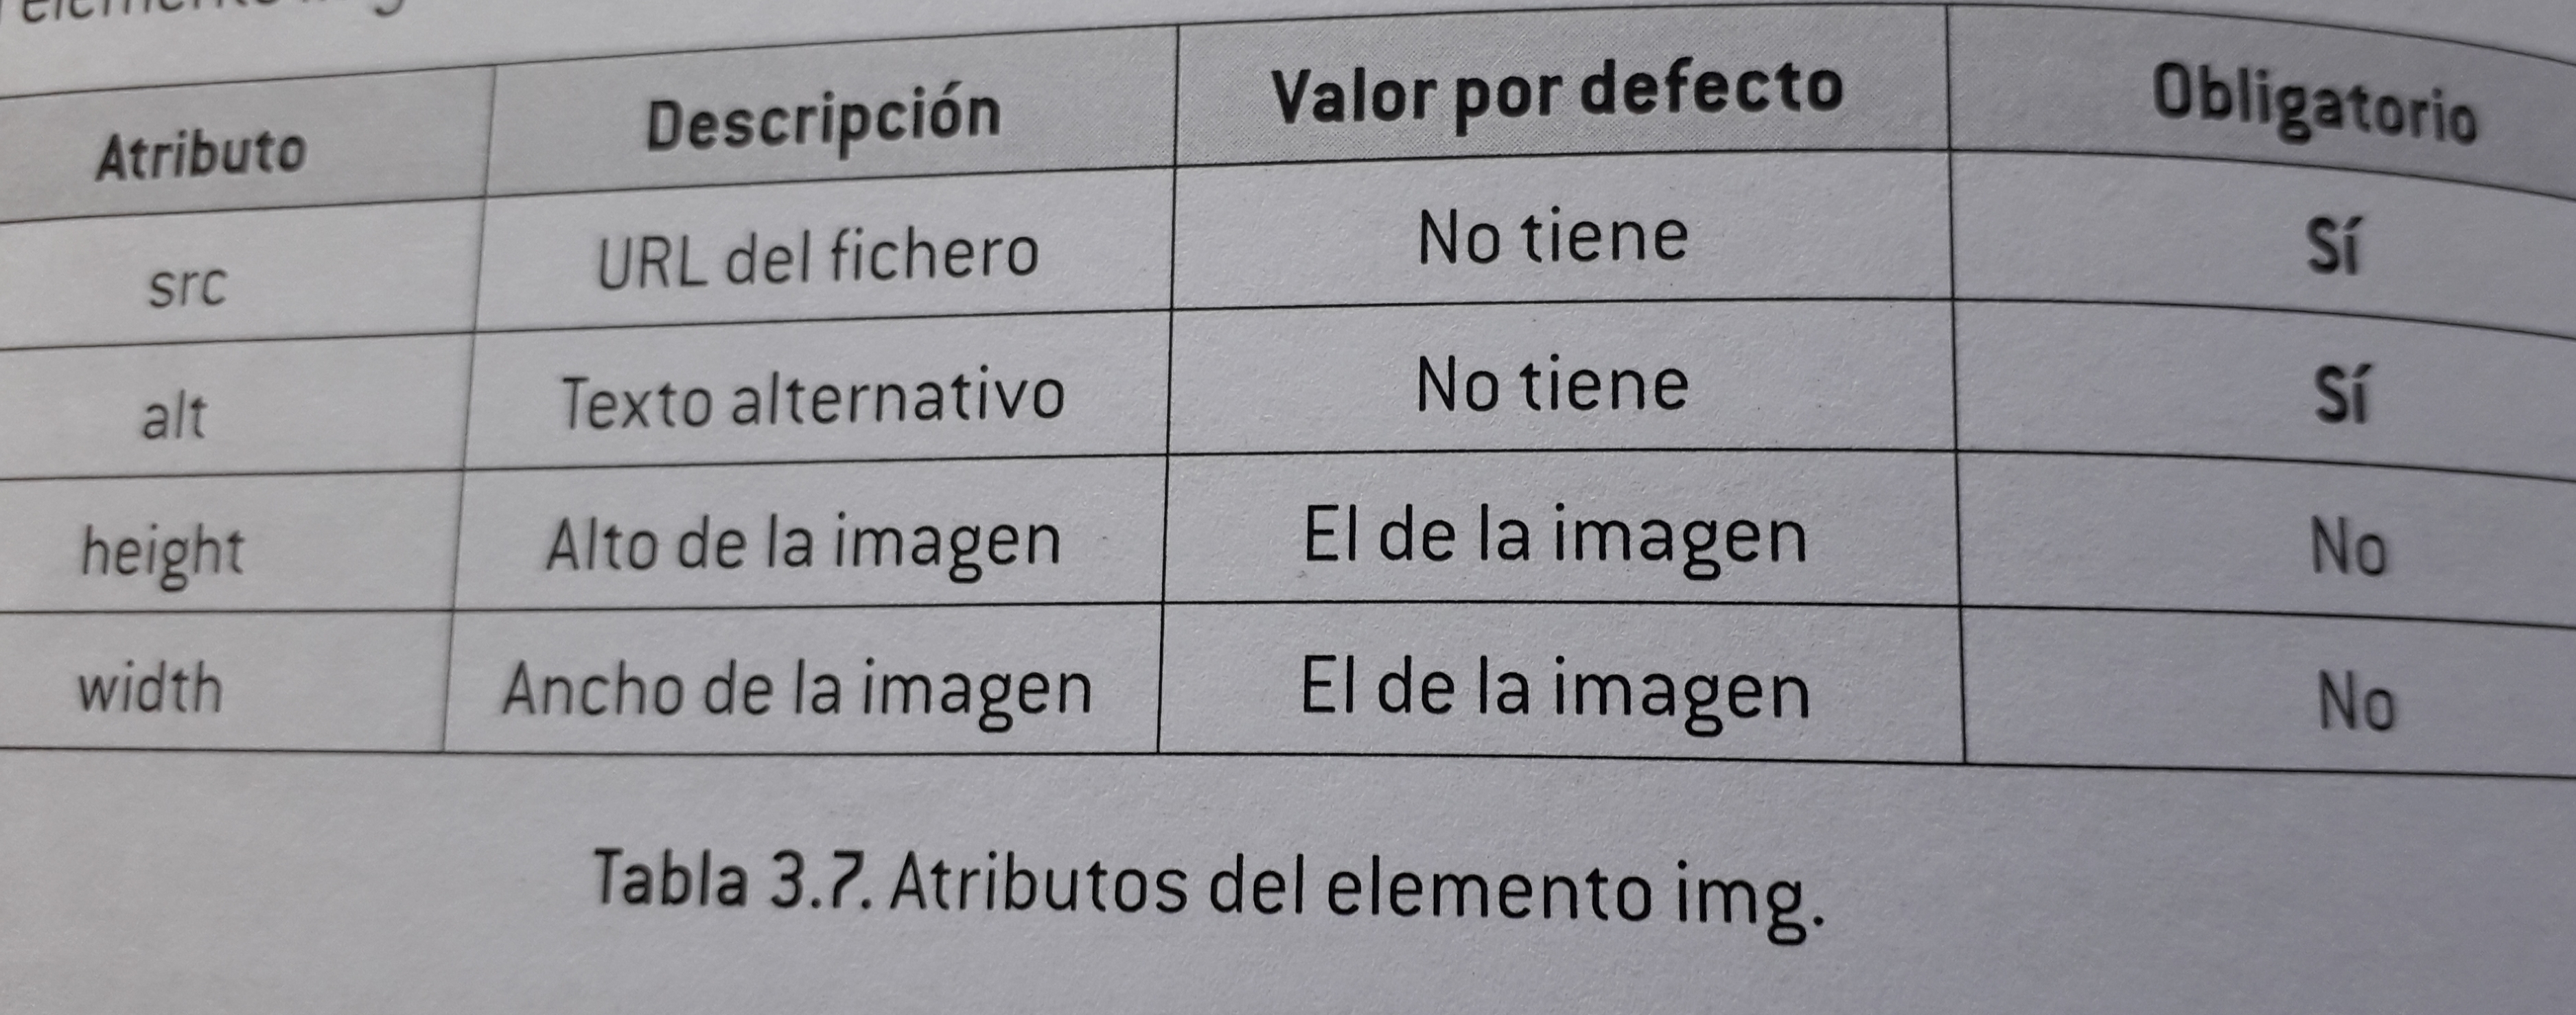 elemento img
Atributo Descripción Valor por defecto Obligatorio
src URL del fichero No tiene Sí
alt Texto alternativo No tiene Sí
height Alto de la imagen El de la imagen No
width Ancho de la imagen El de la imagen No
Tabla 3.7. Atributos del elemento img.